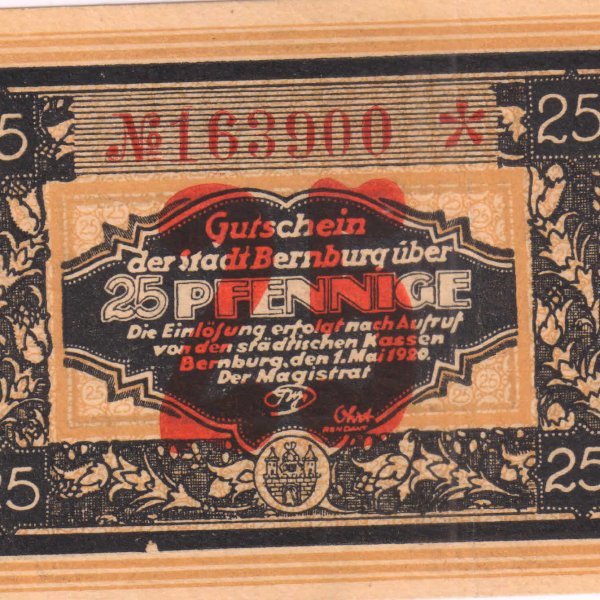 25
№163900 *
25
Gutschein
der Stadt Bernburg über
25 PFENNIGE
Die Einlösung erfolgt nach Aufruf
von den städtischen Kassen
Bernburg, den 1. Mai 1920.
Der Magistrat
RENDANT
25
25